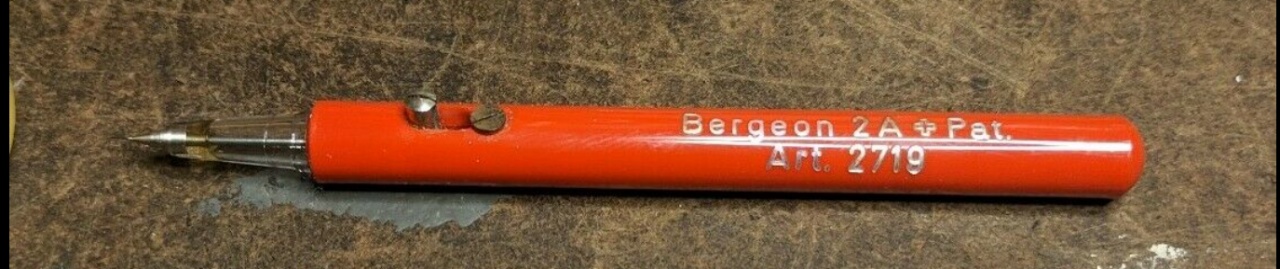 Bergeon 2A ✚ Pat.
Art. 2719